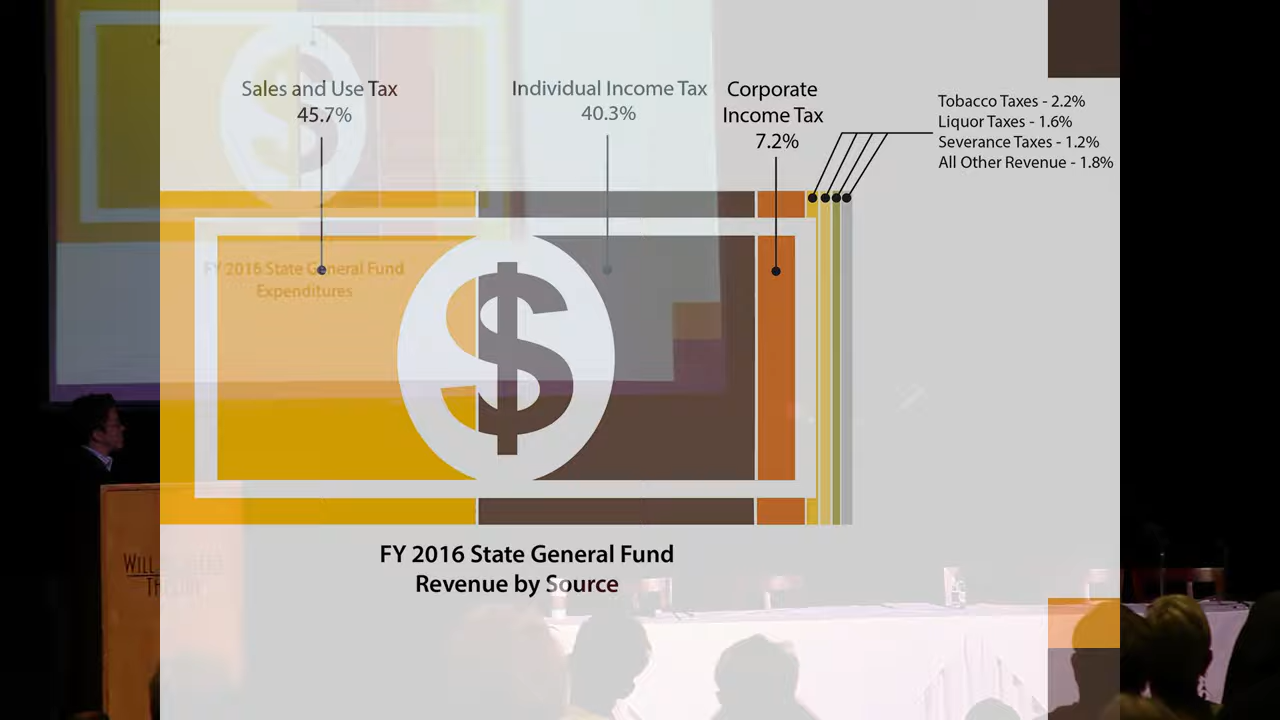 Sales and Use Tax
45.7%
Individual Income Tax
40.3%
Corporate
Income Tax
7.2%
Tobacco Taxes - 2.2%
Liquor Taxes - 1.6%
Severance Taxes - 1.2%
All Other Revenue - 1.8%
FY 2016 State General Fund
Expenditures
FY 2016 State General Fund
Revenue by Source